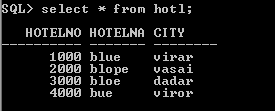 SQL> select * from hotl;
HOTELNO HOTELNA CITY
---------- ------- --------
1000 blue virar
2000 blope vasai
3000 bloe dadar
4000 bue viror